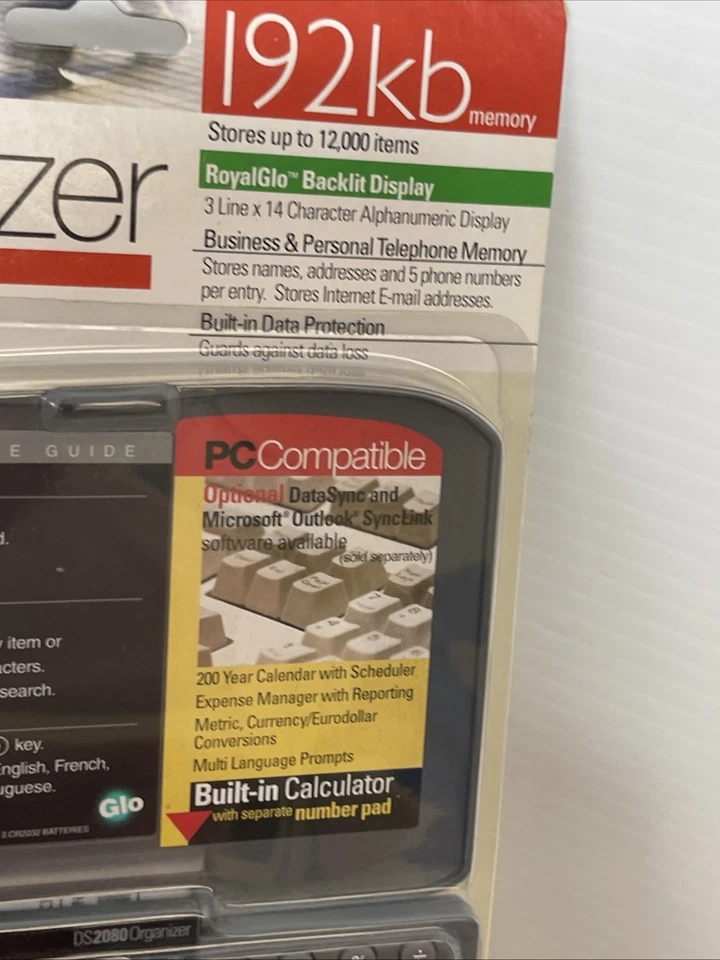 192kb
memory
Stores up to 12,000 items
zer
RoyalGlo™ Backlit Display
3 Line x 14 Character Alphanumeric Display
Business & Personal Telephone Memory
Stores names, addresses and 5 phone numbers
per entry. Stores Internet E-mail addresses.
Built-in Data Protection
Guards against data loss
E GUIDE
d.
y item or
cters.
search.
key.
English, French,
uguese.
Glo
5 CR2032 BATTERIES
PCCompatible
Optional DataSync and
Microsoft® Outlook® SyncLink
software available
(sold separately)
200 Year Calendar with Scheduler
Expense Manager with Reporting
Metric, Currency/Eurodollar
Conversions
Multi Language Prompts
Built-in Calculator
with separate number pad
DS2080 Organizer